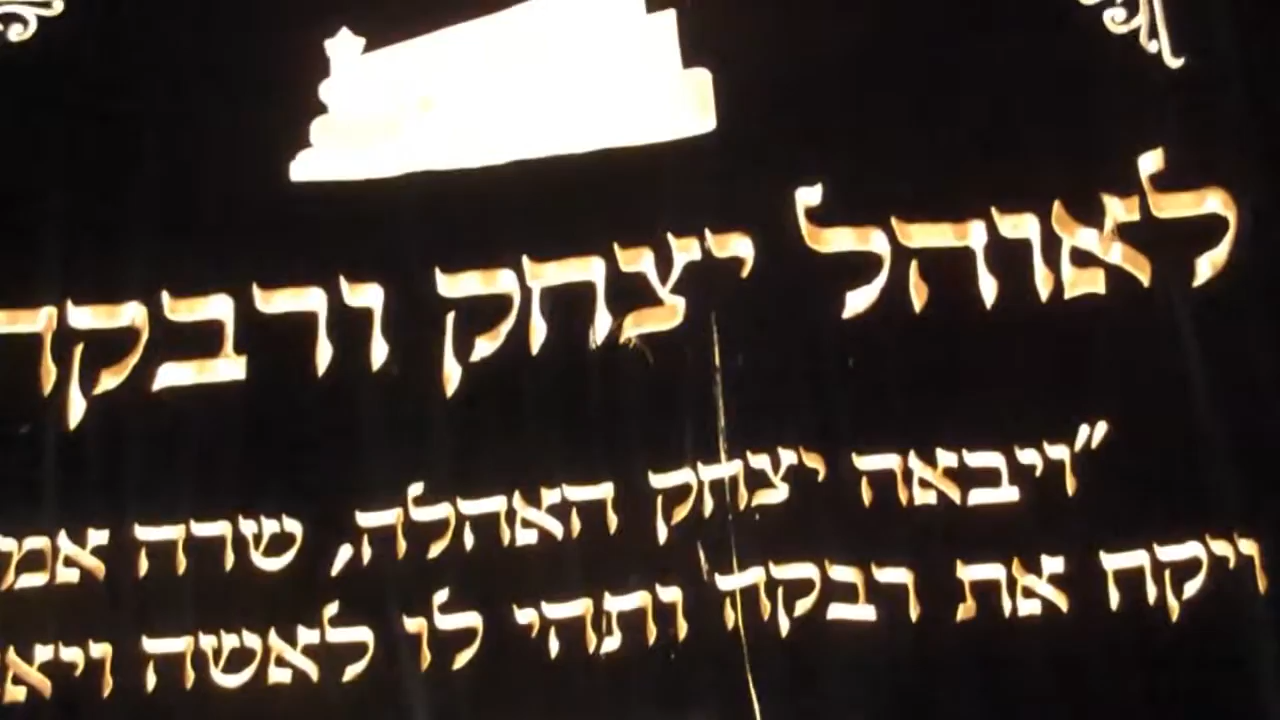 לאוהל יצחק ורבקה
״ויבאה יצחק האהלה, שרה אמ
ויקח את רבקה ותהי לו לאשה ויא